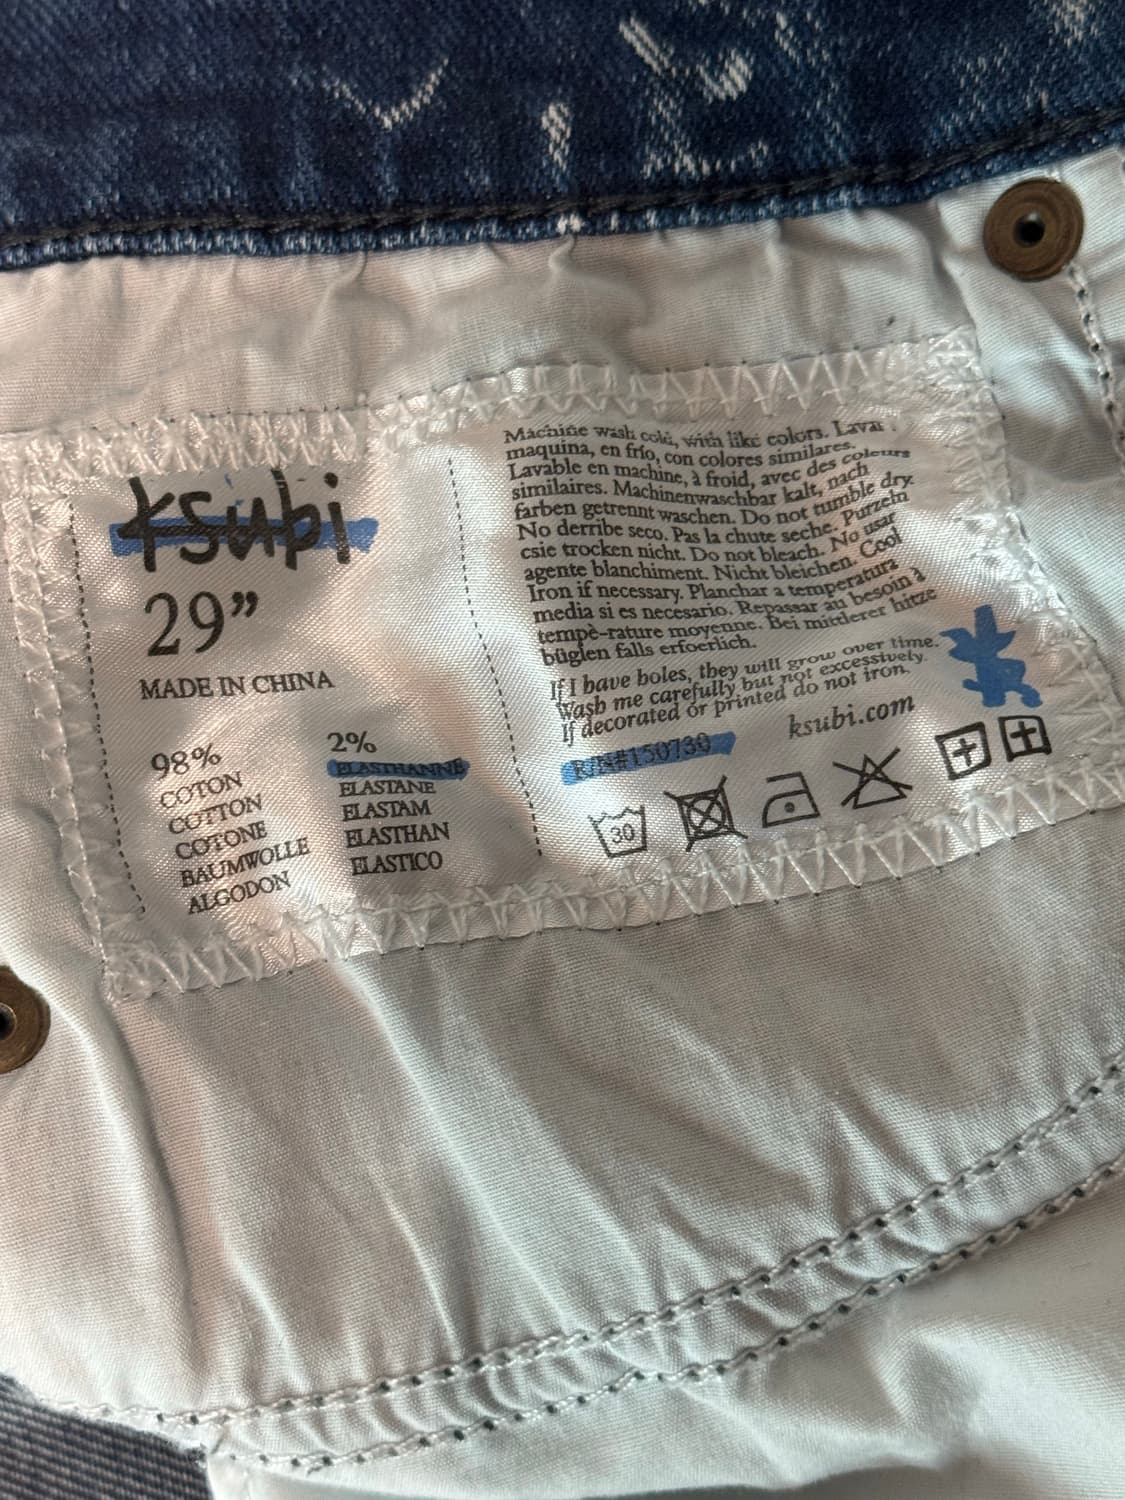 ksubi
29”
MADE IN CHINA
98%
COTON
COTTON
COTONE
BAUMWOLLE
ALGODON
2%
ELASTHANNE
ELASTANE
ELASTAM
ELASTHAN
ELASTICO
Machine wash cold, with like colors. Lavar
maquina, en frío, con colores similares.
Lavable en machine, à froid, avec des couleurs
similaires. Machinenwaschbar kalt, nach
farben getrennt waschen. Do not tumble dry.
No derribe seco. Pas la chute seche. Purzeln
csie trocken nicht. Do not bleach. No usar
agente blanchiment. Nicht bleichen. Cool
Iron if necessary. Planchar a temperatura
media si es necesario. Repassar au besoin à
tempè-rature moyenne. Bei mittlerer hitze
büglen falls erfoerlich.
If I have boles, they will grow over time.
Wash me carefully but not excessively.
If decorated or printed do not iron.
ksubi.com
R/N#150730
30